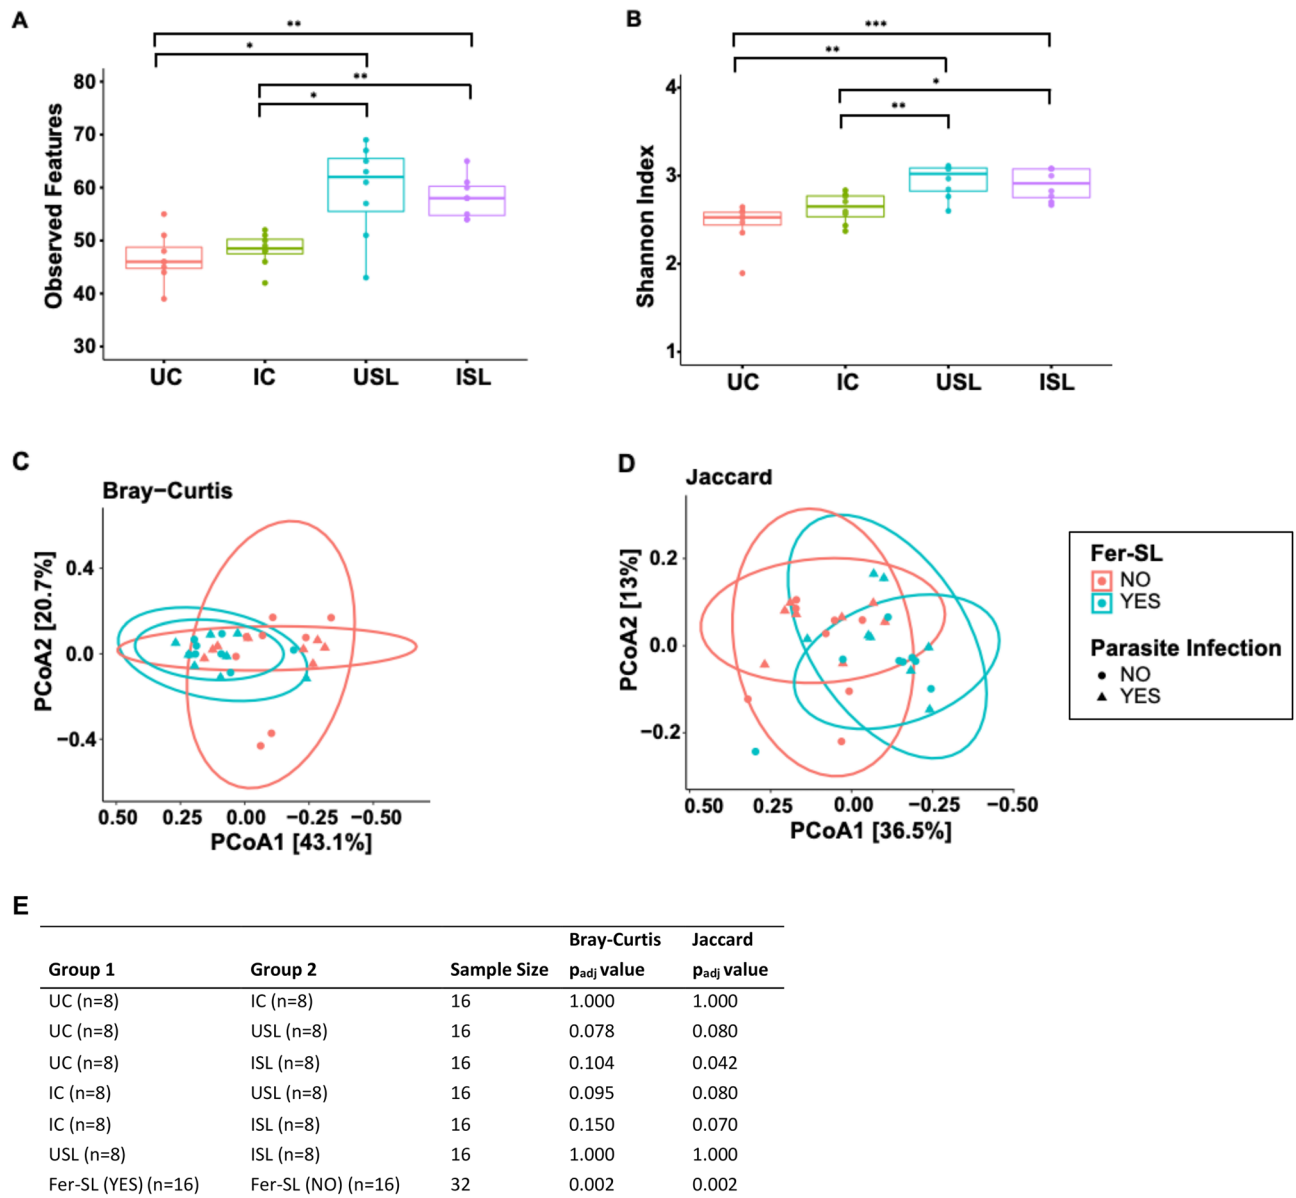 A
**
*
**
*
Observed Features
80
70
60
50
40
30
UC IC USL ISL
B
***
**
*
**
Shannon Index
4
3
2
1
UC IC USL ISL
C
Bray−Curtis
PCoA2 [20.7%]
0.4
0.0
−0.4
0.50 0.25 0.00 −0.25 −0.50
PCoA1 [43.1%]
D
Jaccard
PCoA2 [13%]
0.2
0.0
−0.2
0.50 0.25 0.00 −0.25 −0.50
PCoA1 [36.5%]
Fer-SL
NO
YES
Parasite Infection
NO
YES
E
Bray-Curtis Jaccard
Group 1 Group 2 Sample Size padj value padj value
UC (n=8) IC (n=8) 16 1.000 1.000
UC (n=8) USL (n=8) 16 0.078 0.080
UC (n=8) ISL (n=8) 16 0.104 0.042
IC (n=8) USL (n=8) 16 0.095 0.080
IC (n=8) ISL (n=8) 16 0.150 0.070
USL (n=8) ISL (n=8) 16 1.000 1.000
Fer-SL (YES) (n=16) Fer-SL (NO) (n=16) 32 0.002 0.002